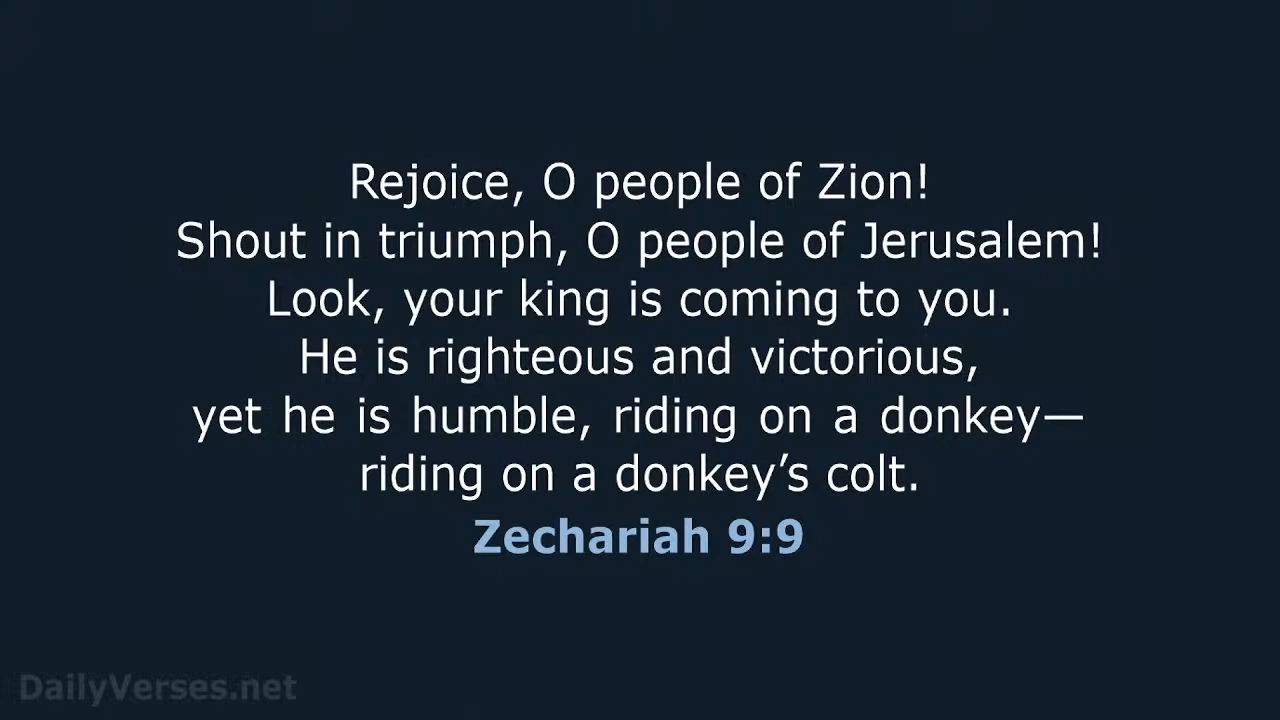 Rejoice, O people of Zion!
Shout in triumph, O people of Jerusalem!
Look, your king is coming to you.
He is righteous and victorious,
yet he is humble, riding on a donkey—
riding on a donkey’s colt.
Zechariah 9:9
DailyVerses.net